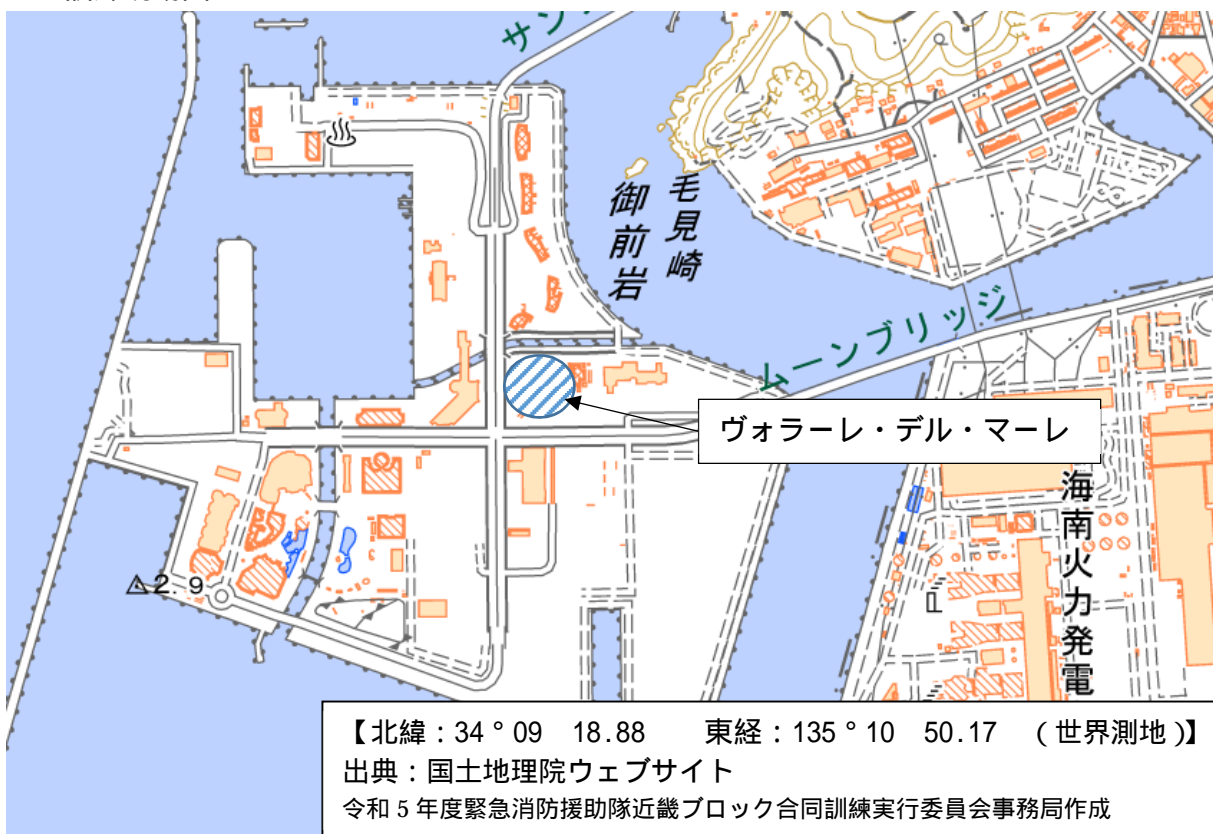 サン
御前岩
毛見崎
ムーンブリッジ
ヴォラーレ・デル・マーレ
海南火力発電
2.9
【北緯：34°09 18.88 東経：135°10 50.17 （世界測地）】
出典：国土地理院ウェブサイト
令和５年度緊急消防援助隊近畿ブロック合同訓練実行委員会事務局作成